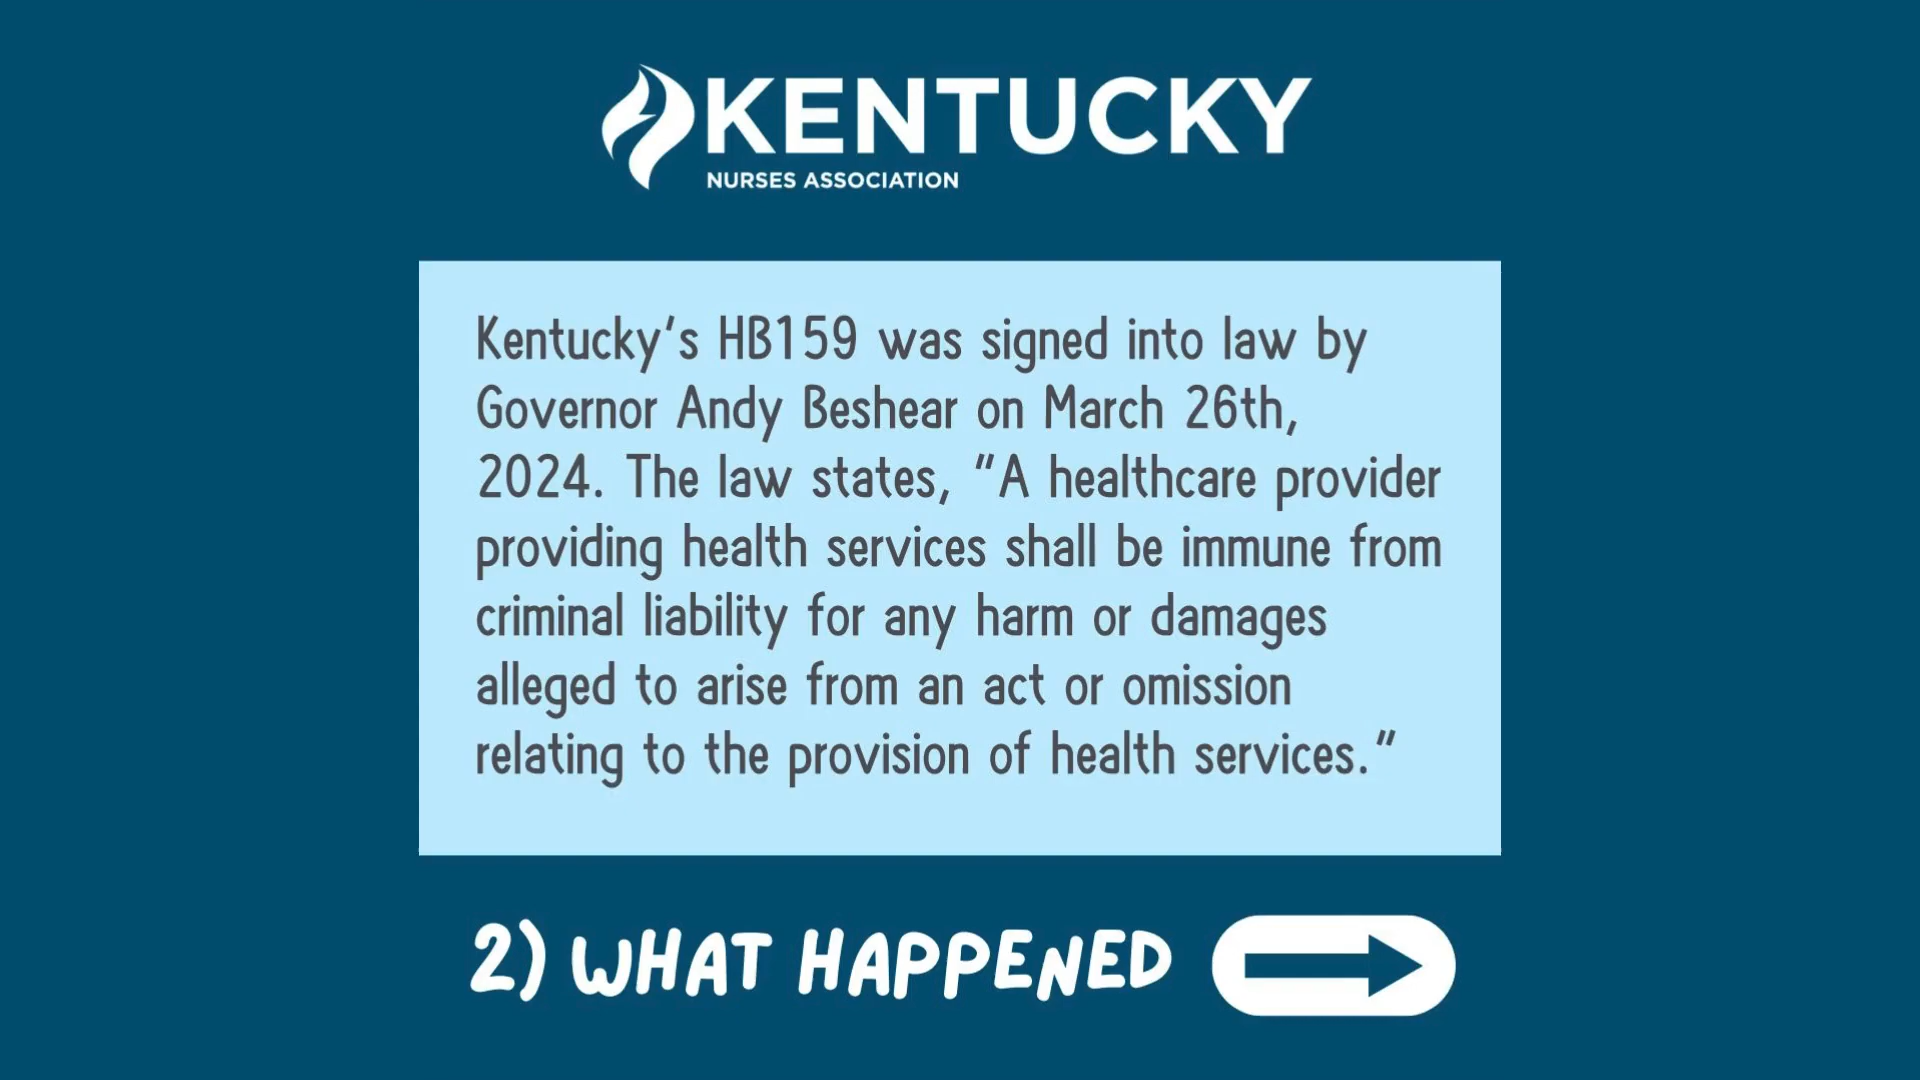 KENTUCKY
NURSES ASSOCIATION
Kentucky's HB159 was signed into law by
Governor Andy Beshear on March 26th,
2024. The law states, "A healthcare provider
providing health services shall be immune from
criminal liability for any harm or damages
alleged to arise from an act or omission
relating to the provision of health services."
2) WHAT HAPPENED